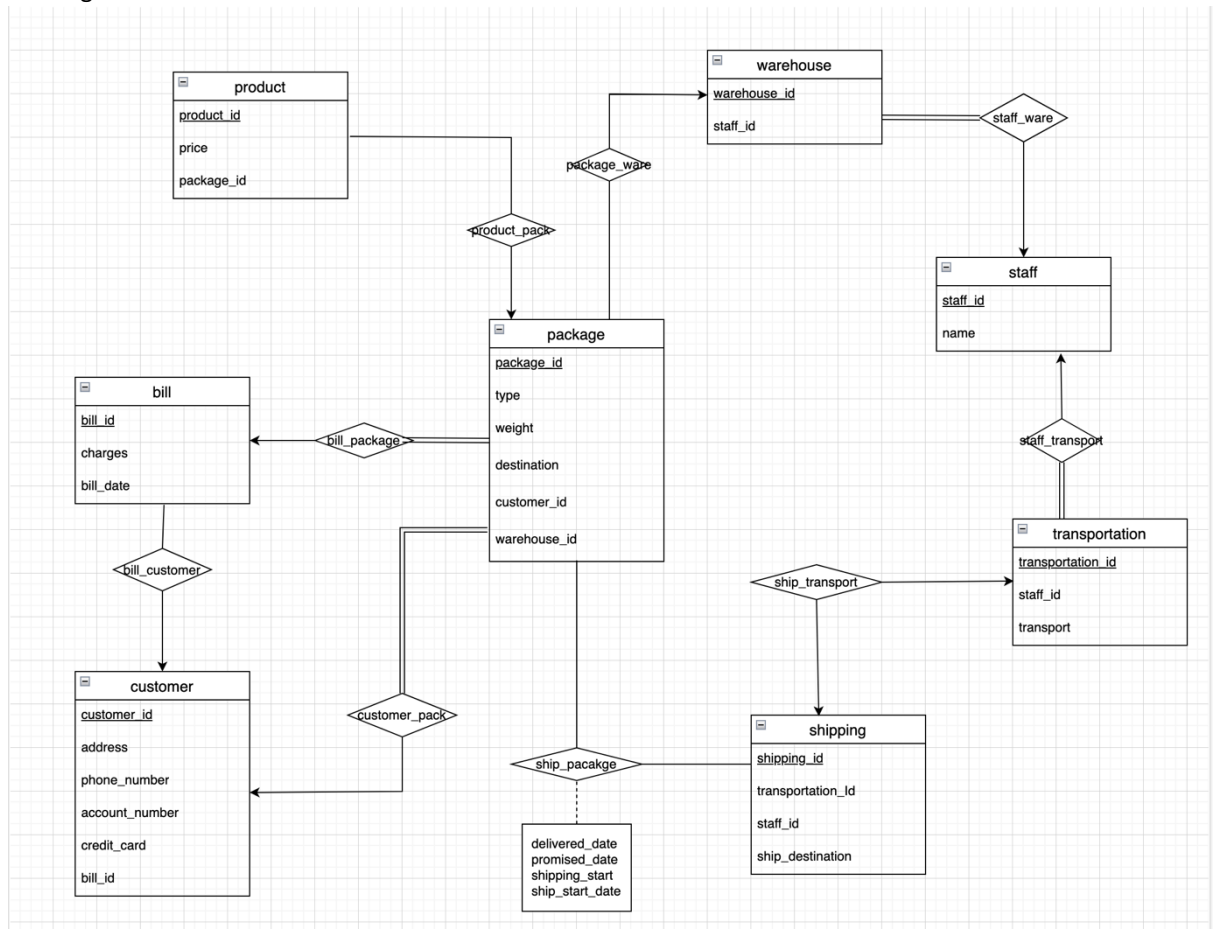 product
product_id
price
package_id
warehouse
warehouse_id
staff_id
staff_ware
package_ware
product_pack
staff
staff_id
name
package
package_id
type
weight
destination
customer_id
warehouse_id
bill
bill_id
charges
bill_date
bill_package
staff_transport
transportation
transportation_id
staff_id
transport
bill_customer
ship_transport
customer
customer_id
address
phone_number
account_number
credit_card
bill_id
customer_pack
ship_pacakge
delivered_date
promised_date
shipping_start
ship_start_date
shipping
shipping_id
transportation_Id
staff_id
ship_destination